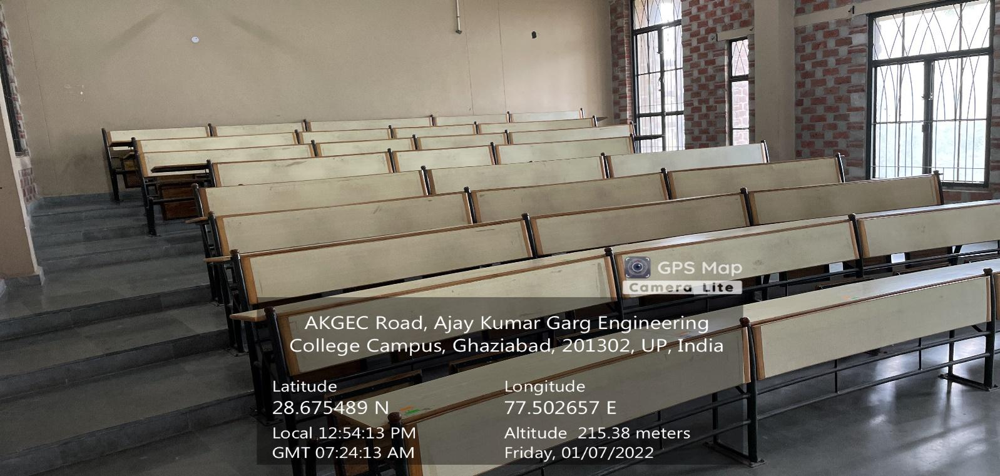 GPS Map
Camera Lite
AKGEC Road, Ajay Kumar Garg Engineering
College Campus, Ghaziabad, 201302, UP, India
Latitude
28.675489 N
Longitude
77.502657 E
Local 12:54:13 PM
GMT 07:24:13 AM
Altitude 215.38 meters
Friday, 01/07/2022